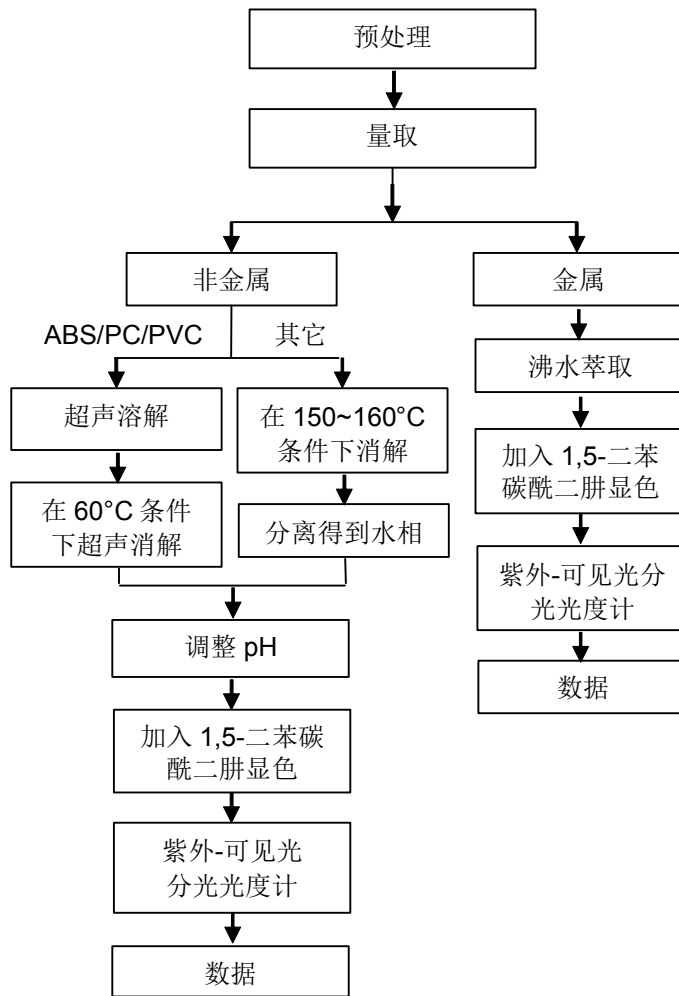 预处理
量取
非金属
金属
ABS/PC/PVC
其它
沸水萃取
超声溶解
在 150~160°C
条件下消解
加入 1,5-二苯
碳酰二肼显色
在 60°C 条件
下超声消解
分离得到水相
紫外-可见光分
光光度计
调整 pH
数据
加入 1,5-二苯碳
酰二肼显色
紫外-可见光
分光光度计
数据